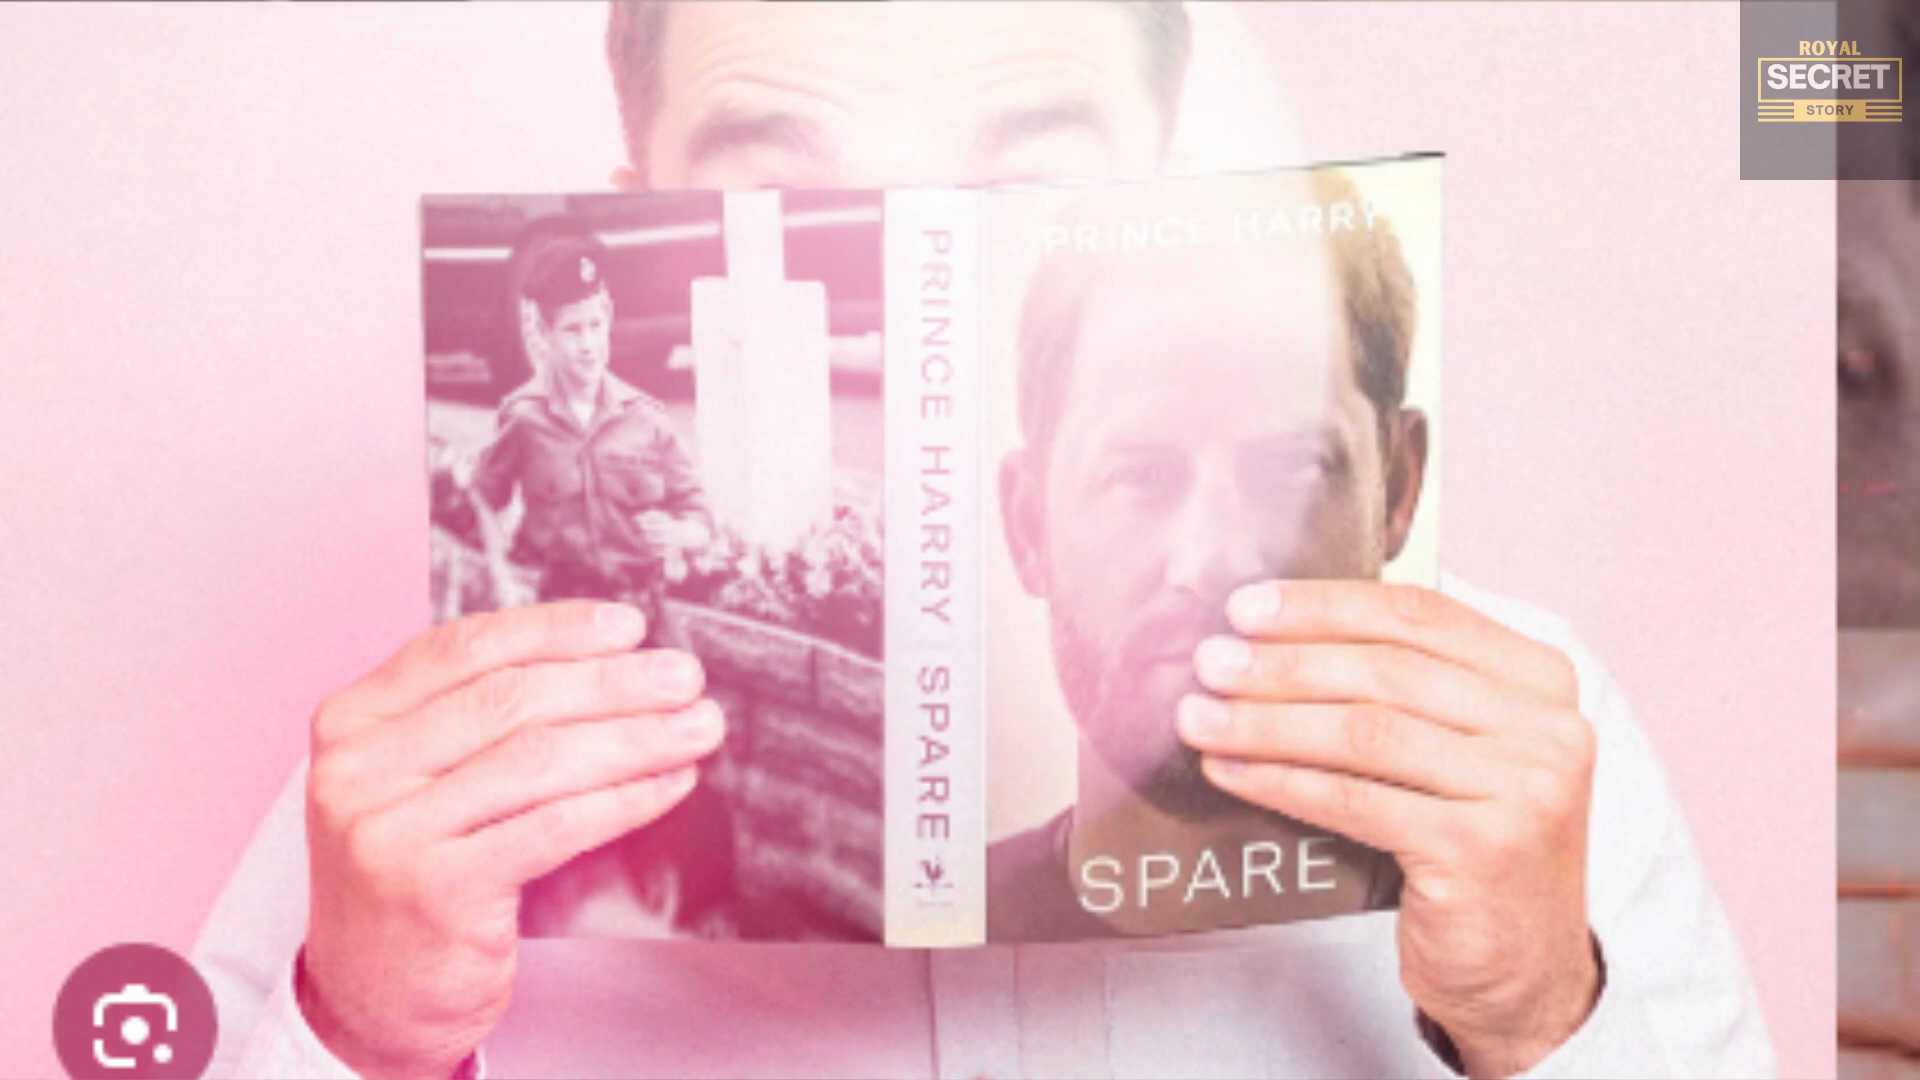 ROYAL
SECRET
STORY
PRINCE HARRY
PRINCE HARRY SPARE
SPARE